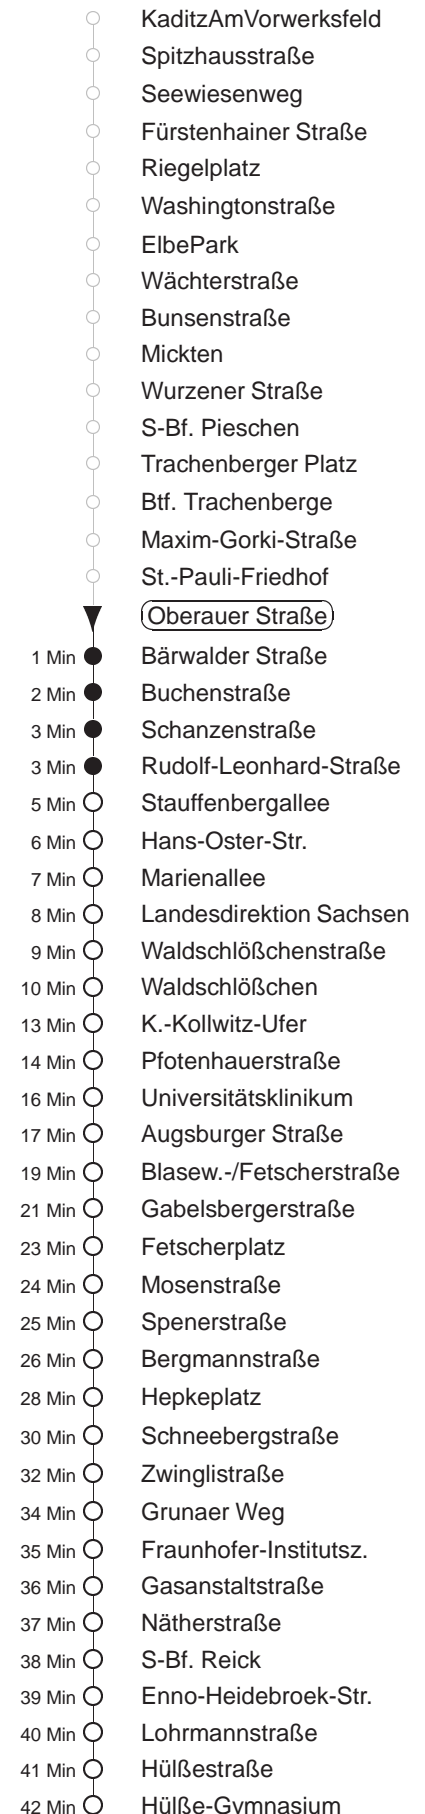 KaditzAmVorwerksfeld
Spitzhausstraße
Seewiesenweg
Fürstenhainer Straße
Riegelplatz
Washingtonstraße
ElbePark
Wächterstraße
Bunsenstraße
Mickten
Wurzener Straße
S-Bf. Pieschen
Trachenberger Platz
Btf. Trachenberge
Maxim-Gorki-Straße
St.-Pauli-Friedhof
Oberauer Straße
1 Min Bärwalder Straße
2 Min Buchenstraße
3 Min Schanzenstraße
3 Min Rudolf-Leonhard-Straße
5 Min Stauffenbergallee
6 Min Hans-Oster-Str.
7 Min Marienallee
8 Min Landesdirektion Sachsen
9 Min Waldschlößchenstraße
10 Min Waldschlößchen
13 Min K.-Kollwitz-Ufer
14 Min Pfotenhauerstraße
16 Min Universitätsklinikum
17 Min Augsburger Straße
19 Min Blasew.-/Fetscherstraße
21 Min Gabelsbergerstraße
23 Min Fetscherplatz
24 Min Mosenstraße
25 Min Spenerstraße
26 Min Bergmannstraße
28 Min Hepkeplatz
30 Min Schneebergstraße
32 Min Zwinglistraße
34 Min Grunaer Weg
35 Min Fraunhofer-Institutsz.
36 Min Gasanstaltstraße
37 Min Nätherstraße
38 Min S-Bf. Reick
39 Min Enno-Heidebroek-Str.
40 Min Lohrmannstraße
41 Min Hülßestraße
42 Min Hülße-Gymnasium